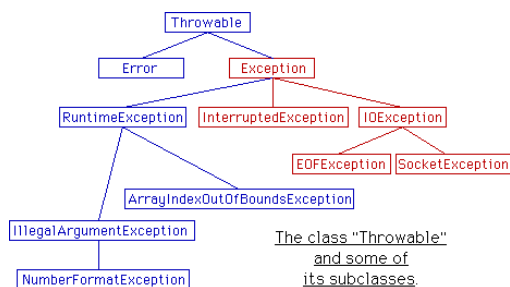 Throwable
Error
Exception
RuntimeException
InterruptedException
IOException
EOFException
SocketException
ArrayIndexOutOfBoundsException
IllegalArgumentException
NumberFormatException
The class "Throwable"
and some of
its subclasses.